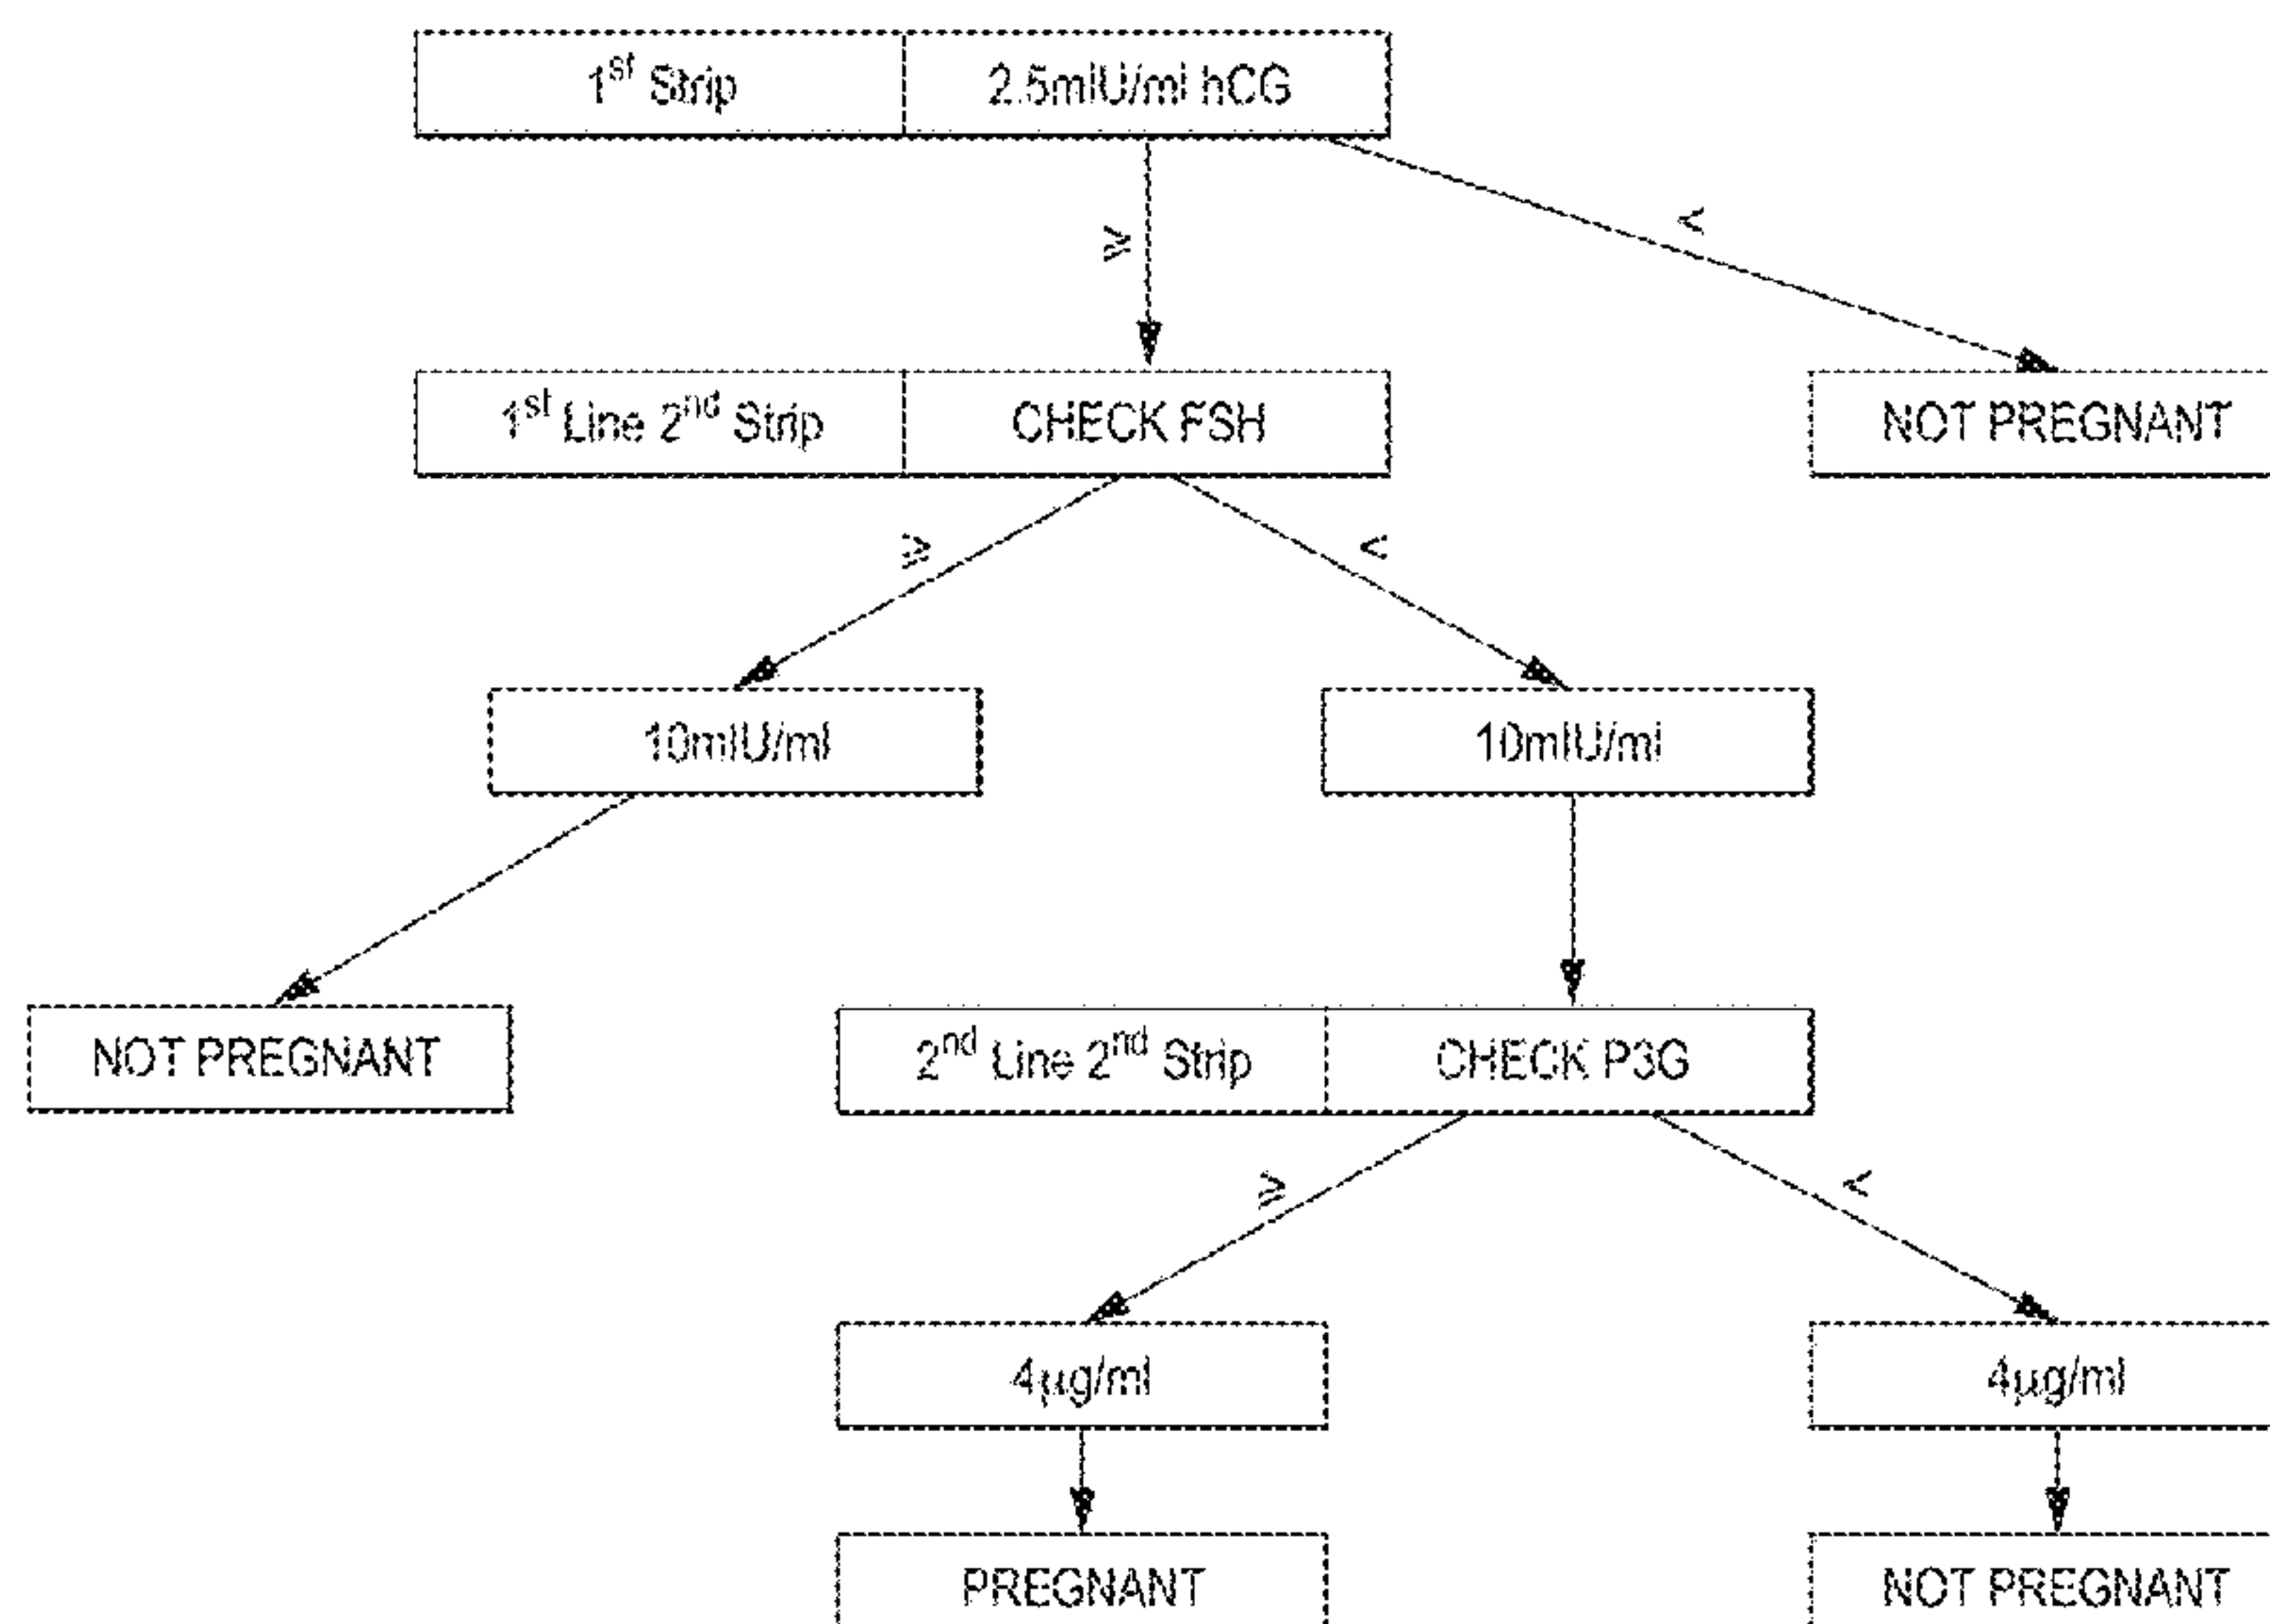 1st Strip 2.5mIU/ml hCG
≥ <
1st Line 2nd Strip CHECK FSH NOT PREGNANT
≥ <
10mIU/ml 10mIU/ml
NOT PREGNANT 2nd Line 2nd Strip CHECK P3G
≥ <
4µg/ml 4µg/ml
PREGNANT NOT PREGNANT